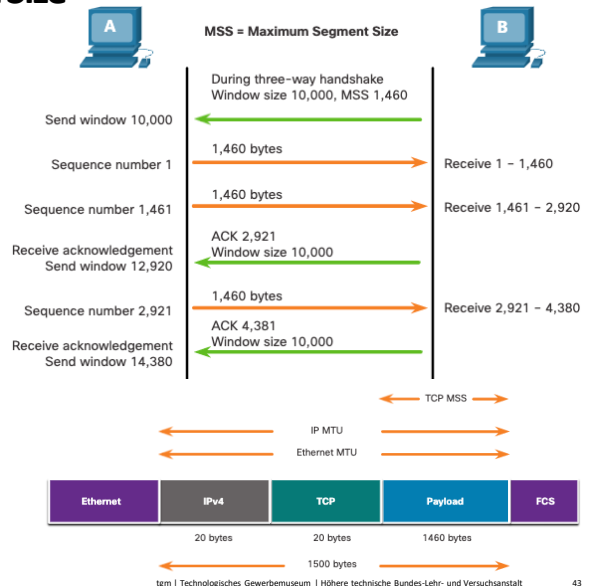 A
B
MSS = Maximum Segment Size
During three-way handshake
Window size 10,000, MSS 1,460
Send window 10,000
1,460 bytes
Sequence number 1
Receive 1 – 1,460
1,460 bytes
Sequence number 1,461
Receive 1,461 – 2,920
ACK 2,921
Window size 10,000
Receive acknowledgement
Send window 12,920
1,460 bytes
Sequence number 2,921
Receive 2,921 – 4,380
ACK 4,381
Window size 10,000
Receive acknowledgement
Send window 14,380
TCP MSS
IP MTU
Ethernet MTU
Ethernet
IPv4
TCP
Payload
FCS
20 bytes
20 bytes
1460 bytes
1500 bytes
| Technologisches Gewerbemuseum | Höhere technische Bundes-Lehr- und Versuchsanstalt
43